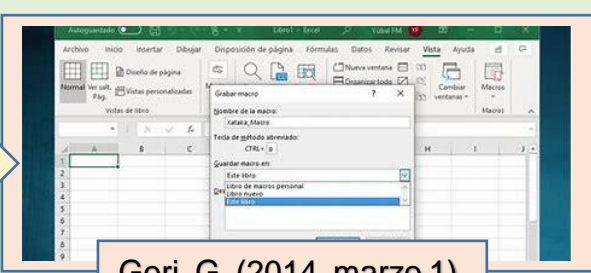 Autoguardado Libro1 - Excel Yúbal FM YF
Archivo Inicio Insertar Dibujar Disposición de página Fórmulas Datos Revisar Vista Ayuda
Normal Ver salt. Pág. Diseño de página Vistas personalizadas Nueva ventana Organizar todo Cambiar ventanas Macros
Vistas de libro Macros
Grabar macro ? X
Nombre de la macro:
Xataka_Macro
Tecla de método abreviado:
CTRL+ p
Guardar macro en:
Este libro
Libro de macros personal
Libro nuevo
Este libro
A B C H I J
1
2
3
4
5
6
7
8
9
Gori, G. (2014, marzo 1)